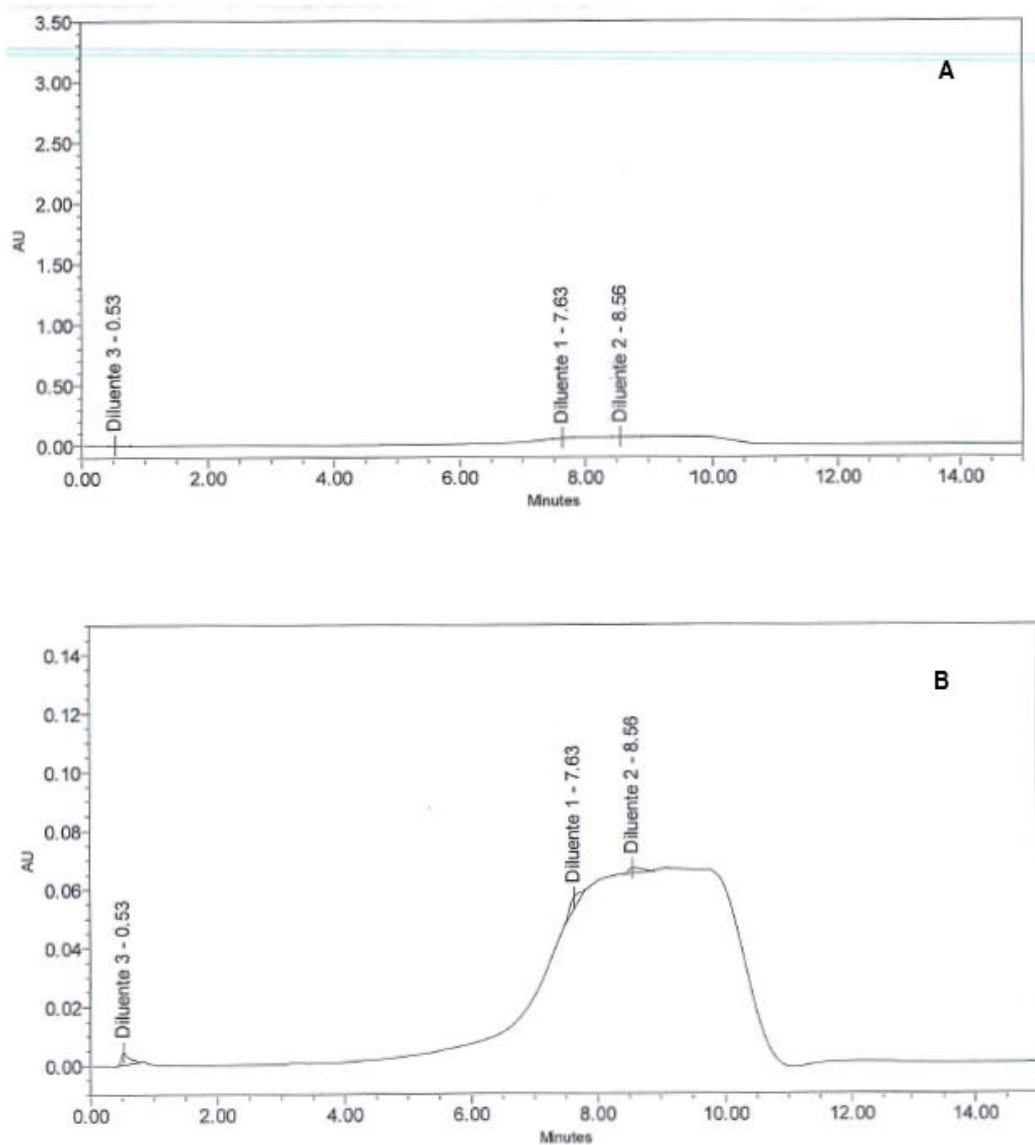 A
3.50
3.00
2.50
2.00
1.50
1.00
0.50
0.00
AU
Diluente 3 - 0.53
Diluente 1 - 7.63
Diluente 2 - 8.56
0.00 2.00 4.00 6.00 8.00 10.00 12.00 14.00
Minutes
B
0.14
0.12
0.10
0.08
0.06
0.04
0.02
0.00
AU
Diluente 3 - 0.53
Diluente 1 - 7.63
Diluente 2 - 8.56
0.00 2.00 4.00 6.00 8.00 10.00 12.00 14.00
Minutes